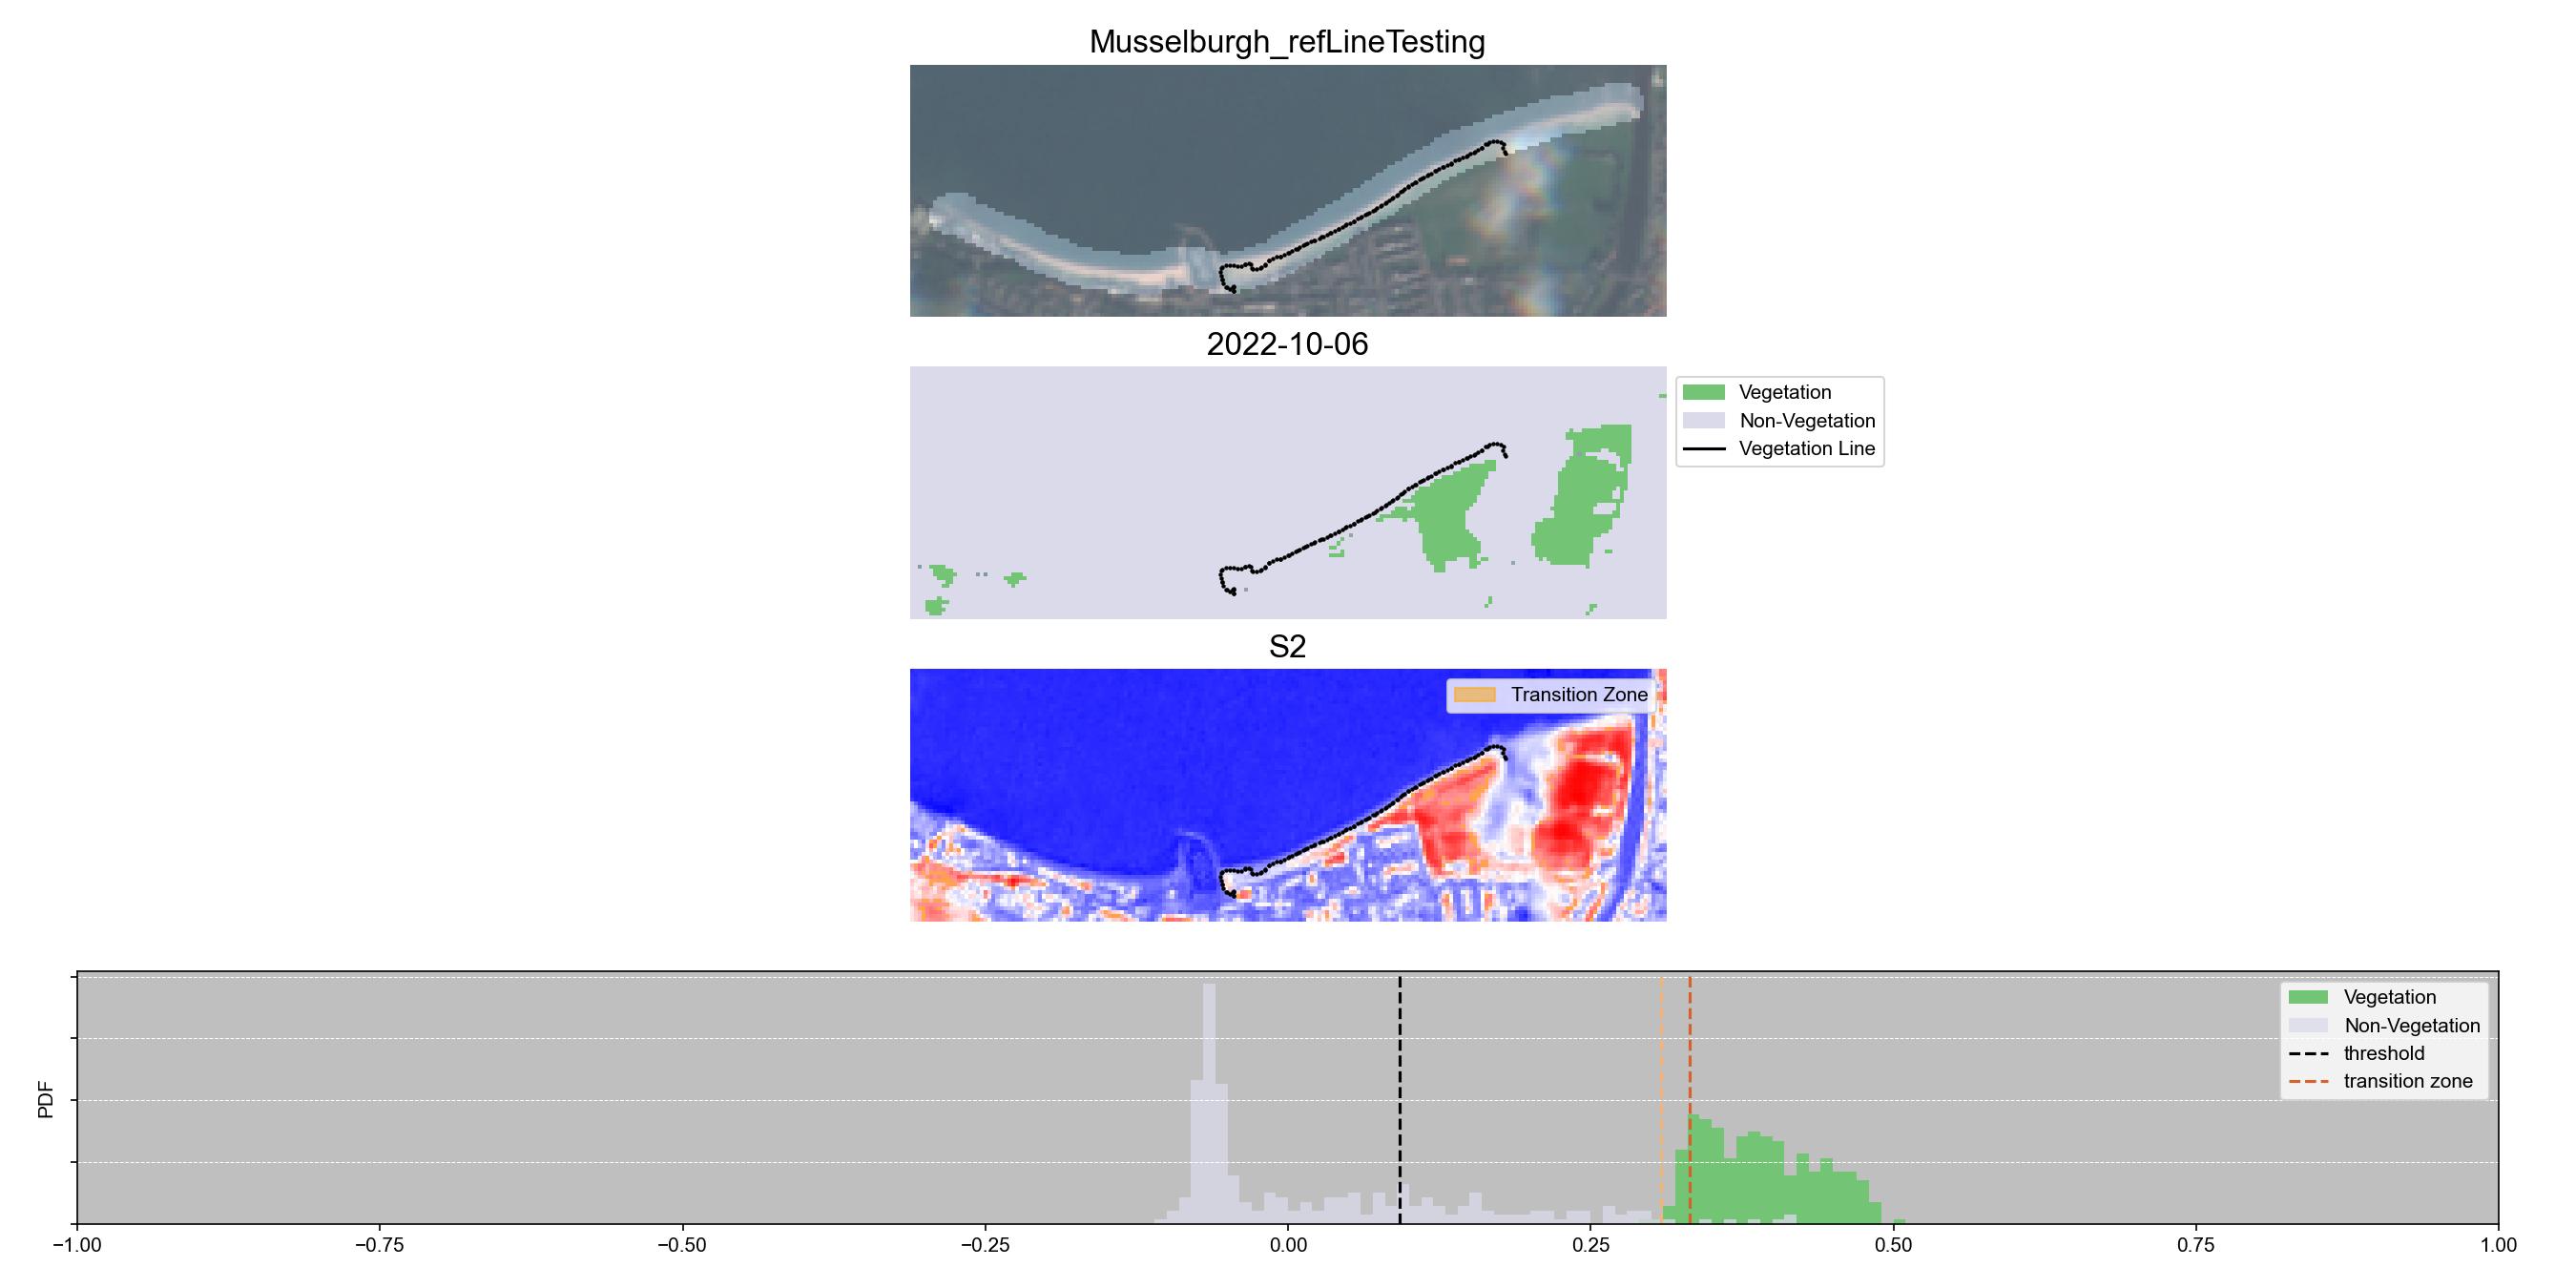 Musselburgh_refLineTesting
2022-10-06
Vegetation
Non-Vegetation
Vegetation Line
S2
Transition Zone
PDF
Vegetation
Non-Vegetation
threshold
transition zone
−1.00 −0.75 −0.50 −0.25 0.00 0.25 0.50 0.75 1.00